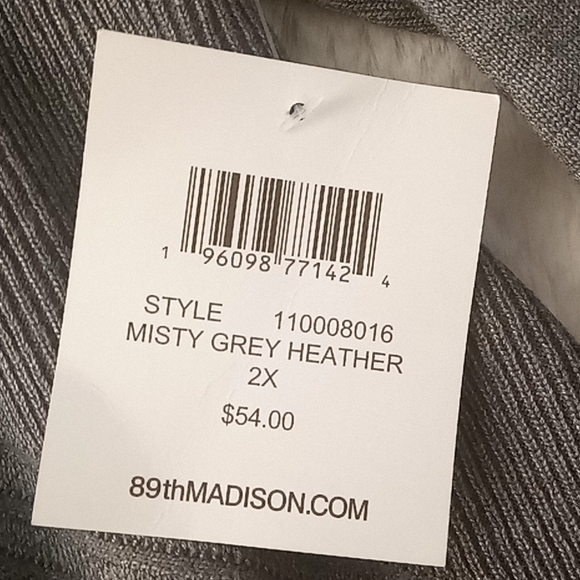 1 96098 77142 4
STYLE 110008016
MISTY GREY HEATHER
2X
$54.00
89thMADISON.COM